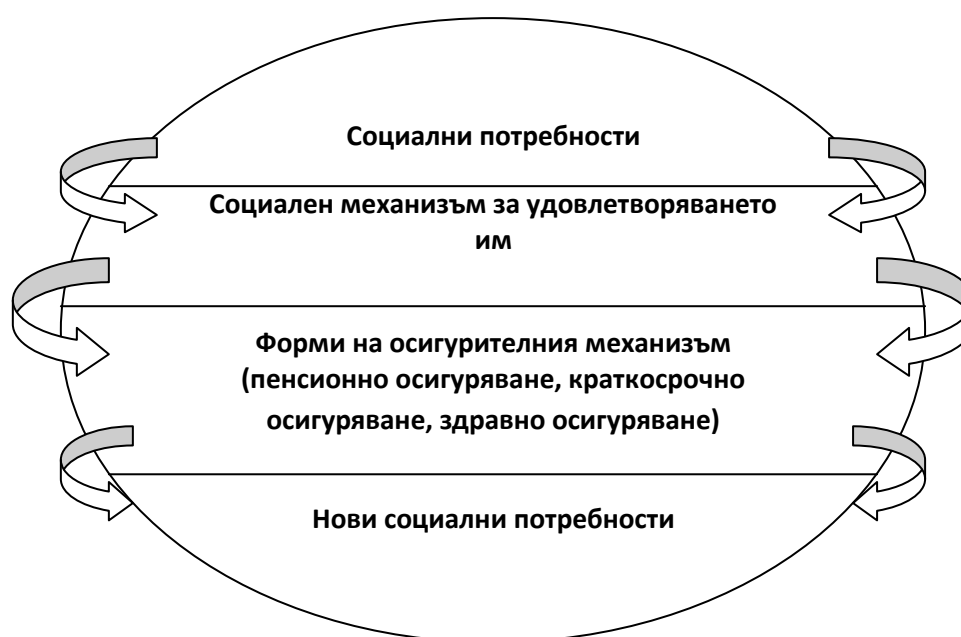 Социални потребности
Социален механизъм за удовлетворяването
им
Форми на осигурителния механизъм
(пенсионно осигуряване, краткосрочно
осигуряване, здравно осигуряване)
Нови социални потребности